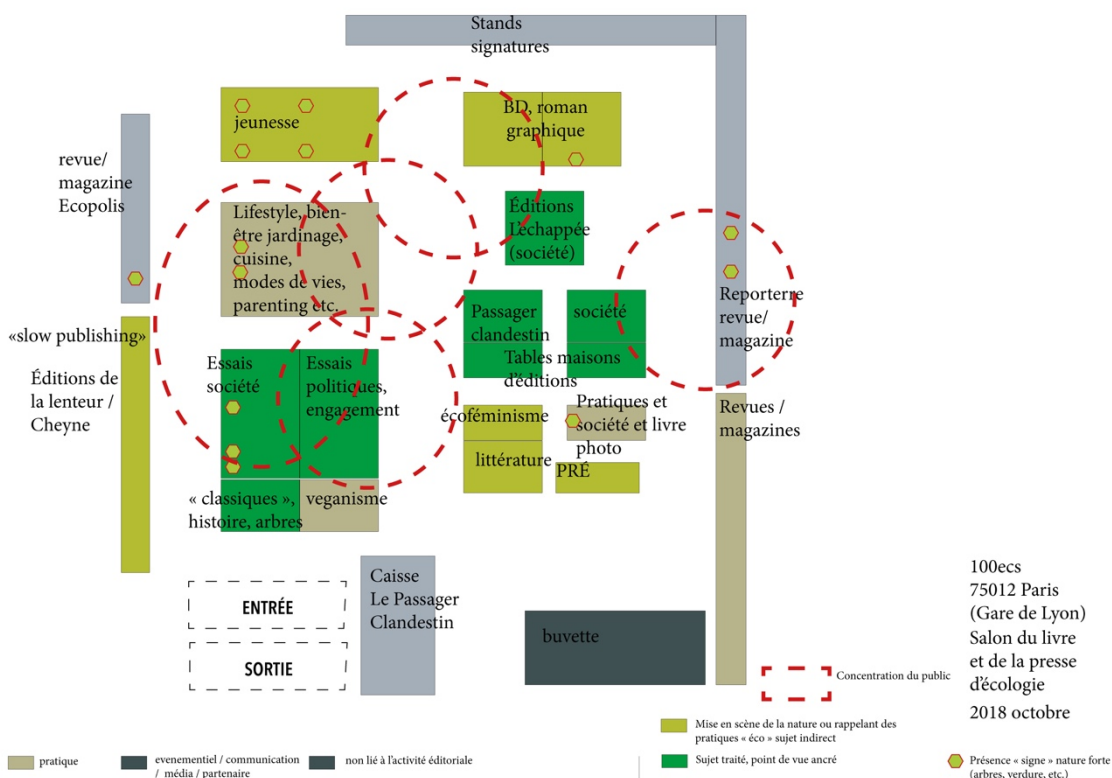 Stands
signatures
jeunesse
BD, roman
graphique
revue/
magazine
Ecopolis
Lifestyle, bien-
être jardinage,
cuisine,
modes de vies,
parenting etc.
Éditions
L'échappée
(société)
Reporterre
revue/
magazine
Passager
clandestin
société
Tables maisons
d'éditions
«slow publishing»
Éditions de
la lenteur /
Cheyne
Essais
société
Essais
politiques,
engagement
écoféminisme
Pratiques et
société et livre
photo
Revues /
magazines
littérature
PRÉ
« classiques »,
histoire, arbres
veganisme
ENTRÉE
SORTIE
Caisse
Le Passager
Clandestin
buvette
100ecs
75012 Paris
(Gare de Lyon)
Salon du livre
et de la presse
d'écologie
2018 octobre
Concentration du public
Mise en scène de la nature ou rappelant des
pratiques « éco » sujet indirect
pratique
evenementiel / communication
/ média / partenaire
non lié à l'activité éditoriale
Sujet traité, point de vue ancré
Présence « signe » nature forte
(arbres, verdure, etc.)